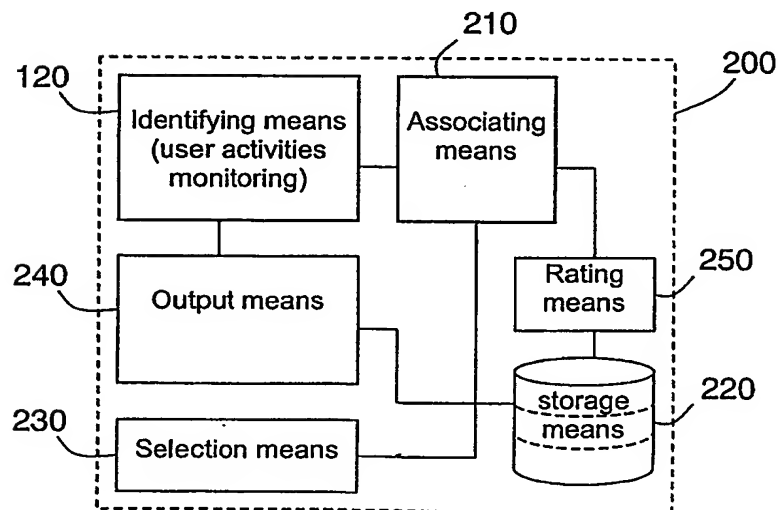 210
120
200
Identifying means
(user activities
monitoring)
Associating
means
240
Output means
Rating
means
250
storage
means
220
230
Selection means